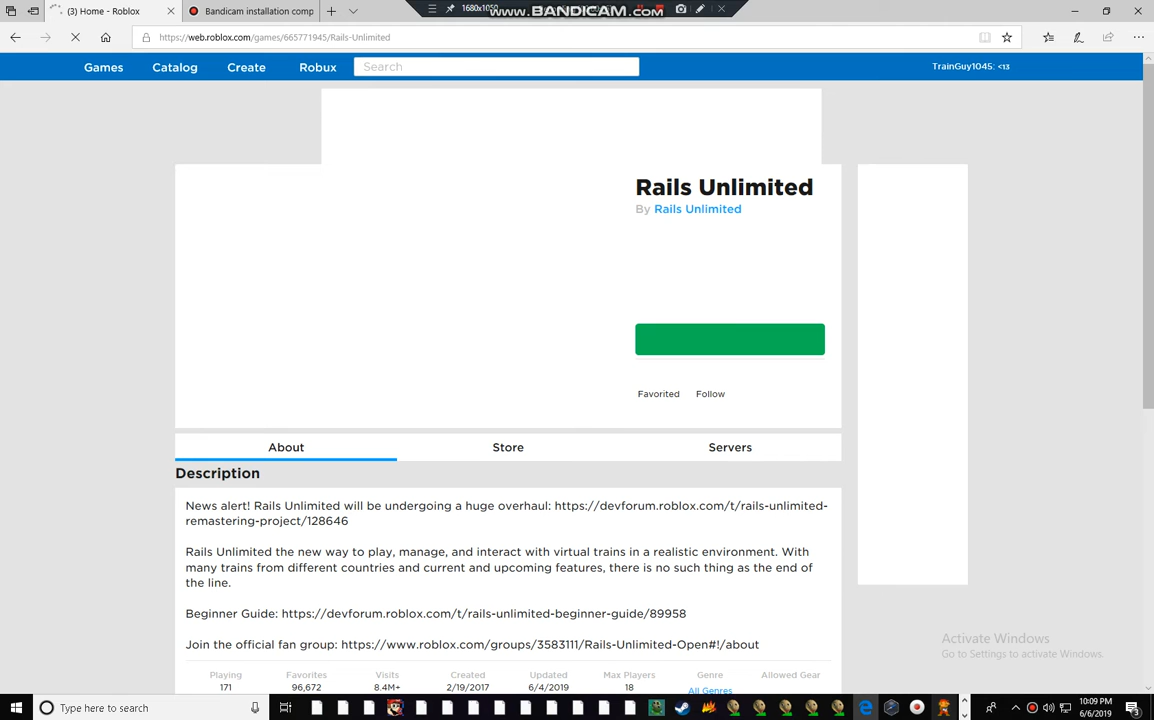 (3) Home - Roblox
Bandicam installation comp
1680x1050
WWW.BANDICAM.COM
https://web.roblox.com/games/665771945/Rails-Unlimited
Games Catalog Create Robux Search TrainGuy1045: <13
Rails Unlimited
By Rails Unlimited
Favorited Follow
About Store Servers
Description
News alert! Rails Unlimited will be undergoing a huge overhaul: https://devforum.roblox.com/t/rails-unlimited-
remastering-project/128646
Rails Unlimited the new way to play, manage, and interact with virtual trains in a realistic environment. With
many trains from different countries and current and upcoming features, there is no such thing as the end of
the line.
Beginner Guide: https://devforum.roblox.com/t/rails-unlimited-beginner-guide/89958
Join the official fan group: https://www.roblox.com/groups/3583111/Rails-Unlimited-Open#!/about
Playing Favorites Visits Created Updated Max Players Genre Allowed Gear
171 96,672 8.4M+ 2/19/2017 6/4/2019 18 All Genres
Activate Windows
Go to Settings to activate Windows.
Type here to search
10:09 PM
6/6/2019
3